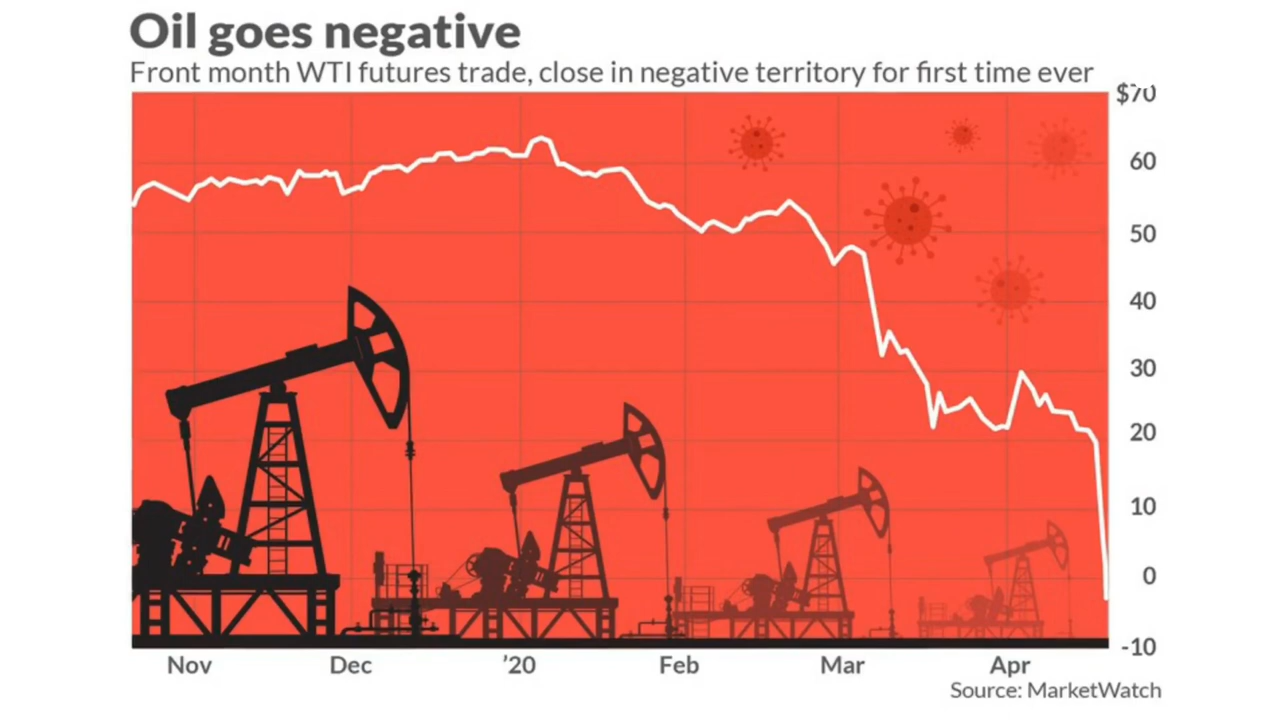 Oil goes negative
Front month WTI futures trade, close in negative territory for first time ever
$70
60
50
40
30
20
10
0
-10
Nov Dec ’20 Feb Mar Apr
Source: MarketWatch